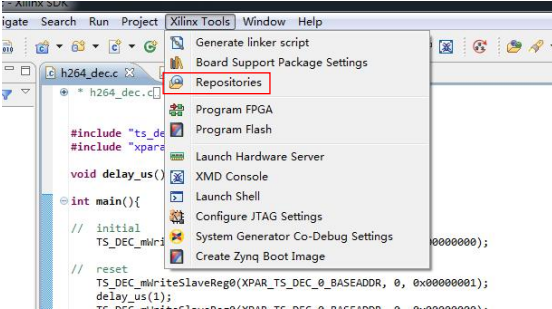 Xilinx SDK
igate Search Run Project Xilinx Tools Window Help
Generate linker script
Board Support Package Settings
Repositories
Program FPGA
Program Flash
Launch Hardware Server
XMD Console
Launch Shell
Configure JTAG Settings
System Generator Co-Debug Settings
Create Zynq Boot Image
h264_dec.c
* h264_dec.c
#include "ts_de
#include "xpara
void delay_us()
int main(){
// initial
TS_DEC_mWri 00000000);
// reset
TS_DEC_mWriteSlaveReg0(XPAR_TS_DEC_0_BASEADDR, 0, 0x00000001);
delay_us(1);
TS_DEC_mWriteSlaveReg0(XPAR_TS_DEC_0_BASEADDR, 0, 0x00000000);